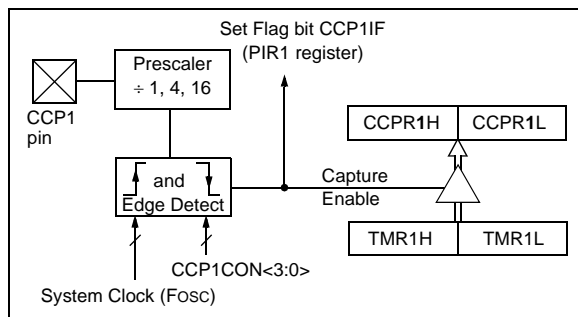 Set Flag bit CCP1IF
(PIR1 register)
Prescaler
÷ 1, 4, 16
CCP1
pin
CCPR1H
CCPR1L
and
Edge Detect
Capture
Enable
TMR1H
TMR1L
CCP1CON<3:0>
System Clock (FOSC)